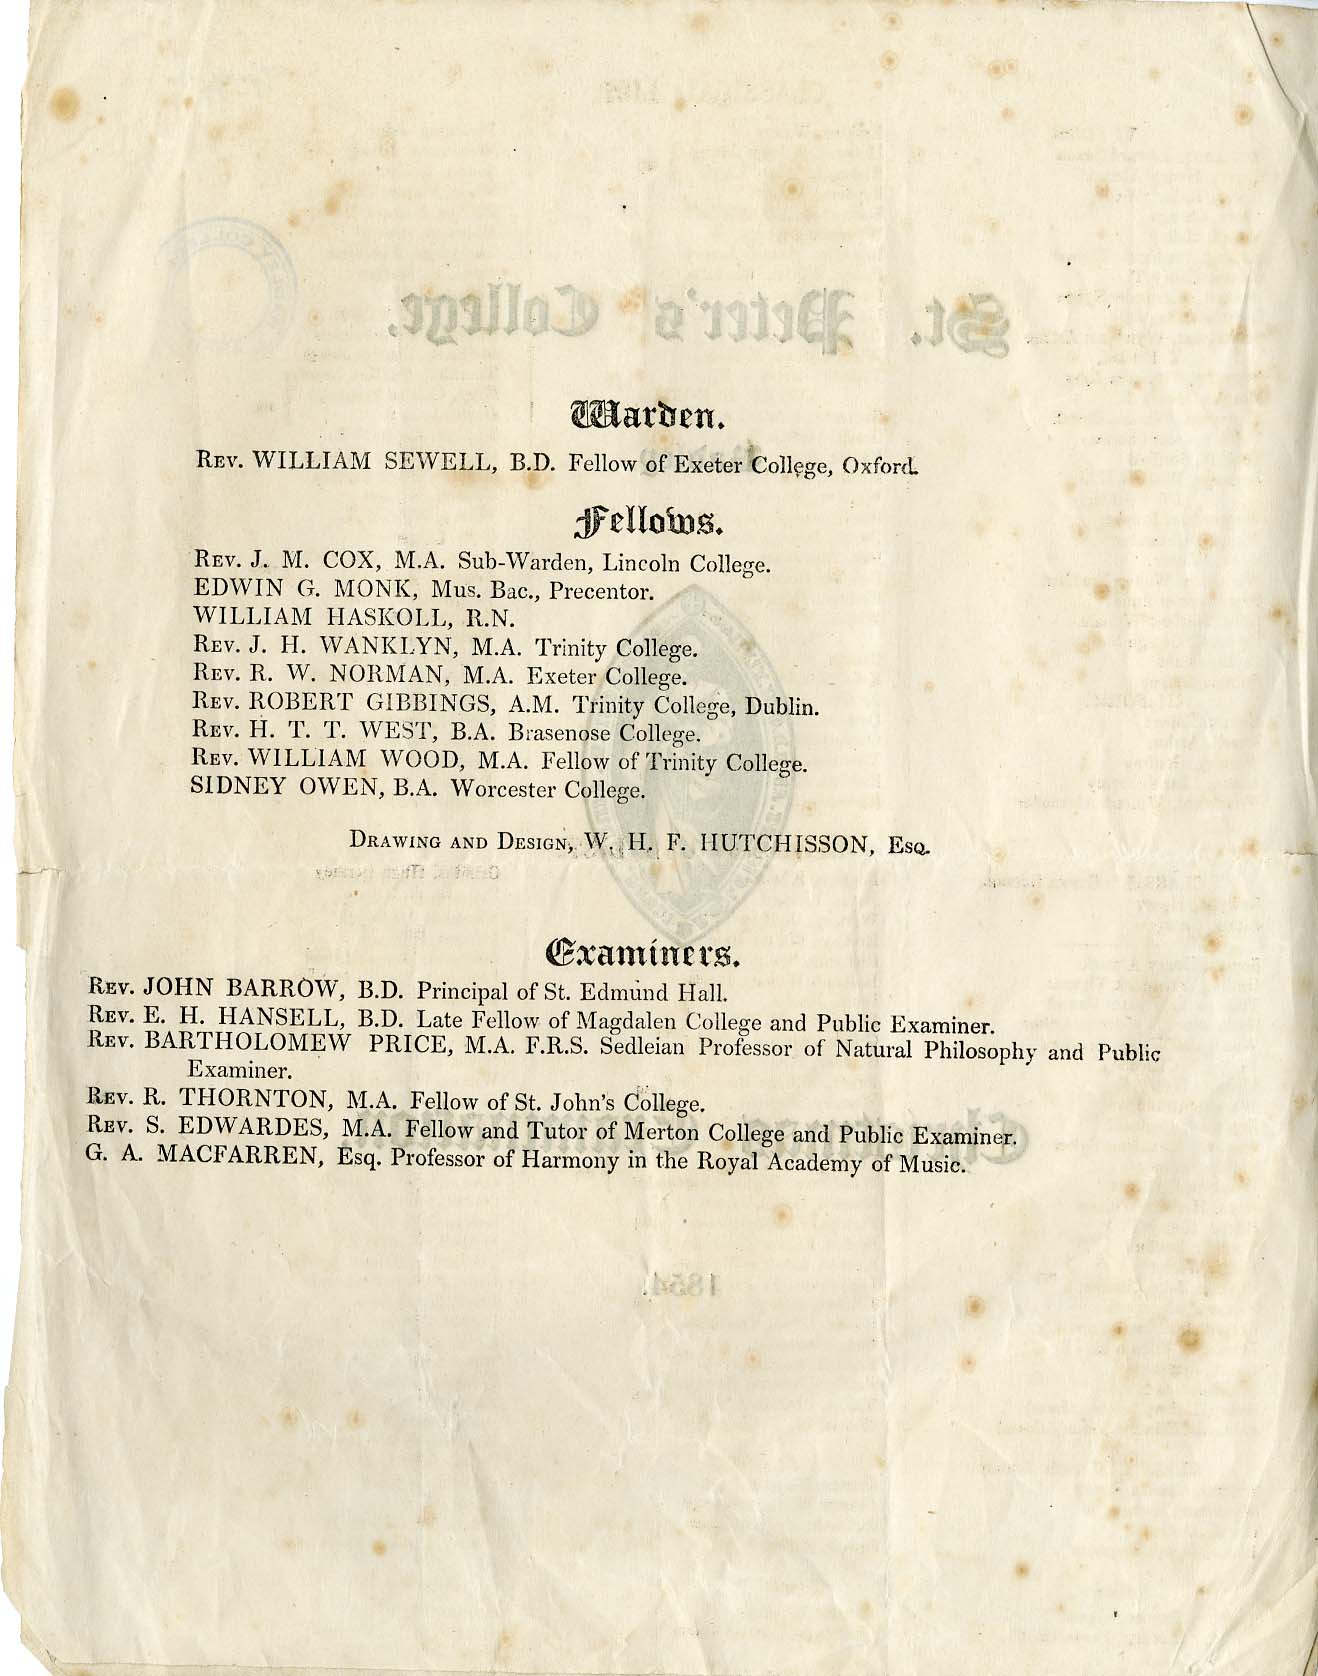 Warden.
Rev. WILLIAM SEWELL, B.D. Fellow of Exeter College, Oxford.
Fellows.
Rev. J. M. COX, M.A. Sub-Warden, Lincoln College.
EDWIN G. MONK, Mus. Bac., Precentor.
WILLIAM HASKOLL, R.N.
Rev. J. H. WANKLYN, M.A. Trinity College.
Rev. R. W. NORMAN, M.A. Exeter College.
Rev. ROBERT GIBBINGS, A.M. Trinity College, Dublin.
Rev. H. T. T. WEST, B.A. Brasenose College.
Rev. WILLIAM WOOD, M.A. Fellow of Trinity College.
SIDNEY OWEN, B.A. Worcester College.
Drawing and Design, W. H. F. HUTCHISSON, Esq.
Examiners.
Rev. JOHN BARROW, B.D. Principal of St. Edmund Hall.
Rev. E. H. HANSELL, B.D. Late Fellow of Magdalen College and Public Examiner.
Rev. BARTHOLOMEW PRICE, M.A. F.R.S. Sedleian Professor of Natural Philosophy and Public
Examiner.
Rev. R. THORNTON, M.A. Fellow of St. John's College.
Rev. S. EDWARDES, M.A. Fellow and Tutor of Merton College and Public Examiner.
G. A. MACFARREN, Esq. Professor of Harmony in the Royal Academy of Music.